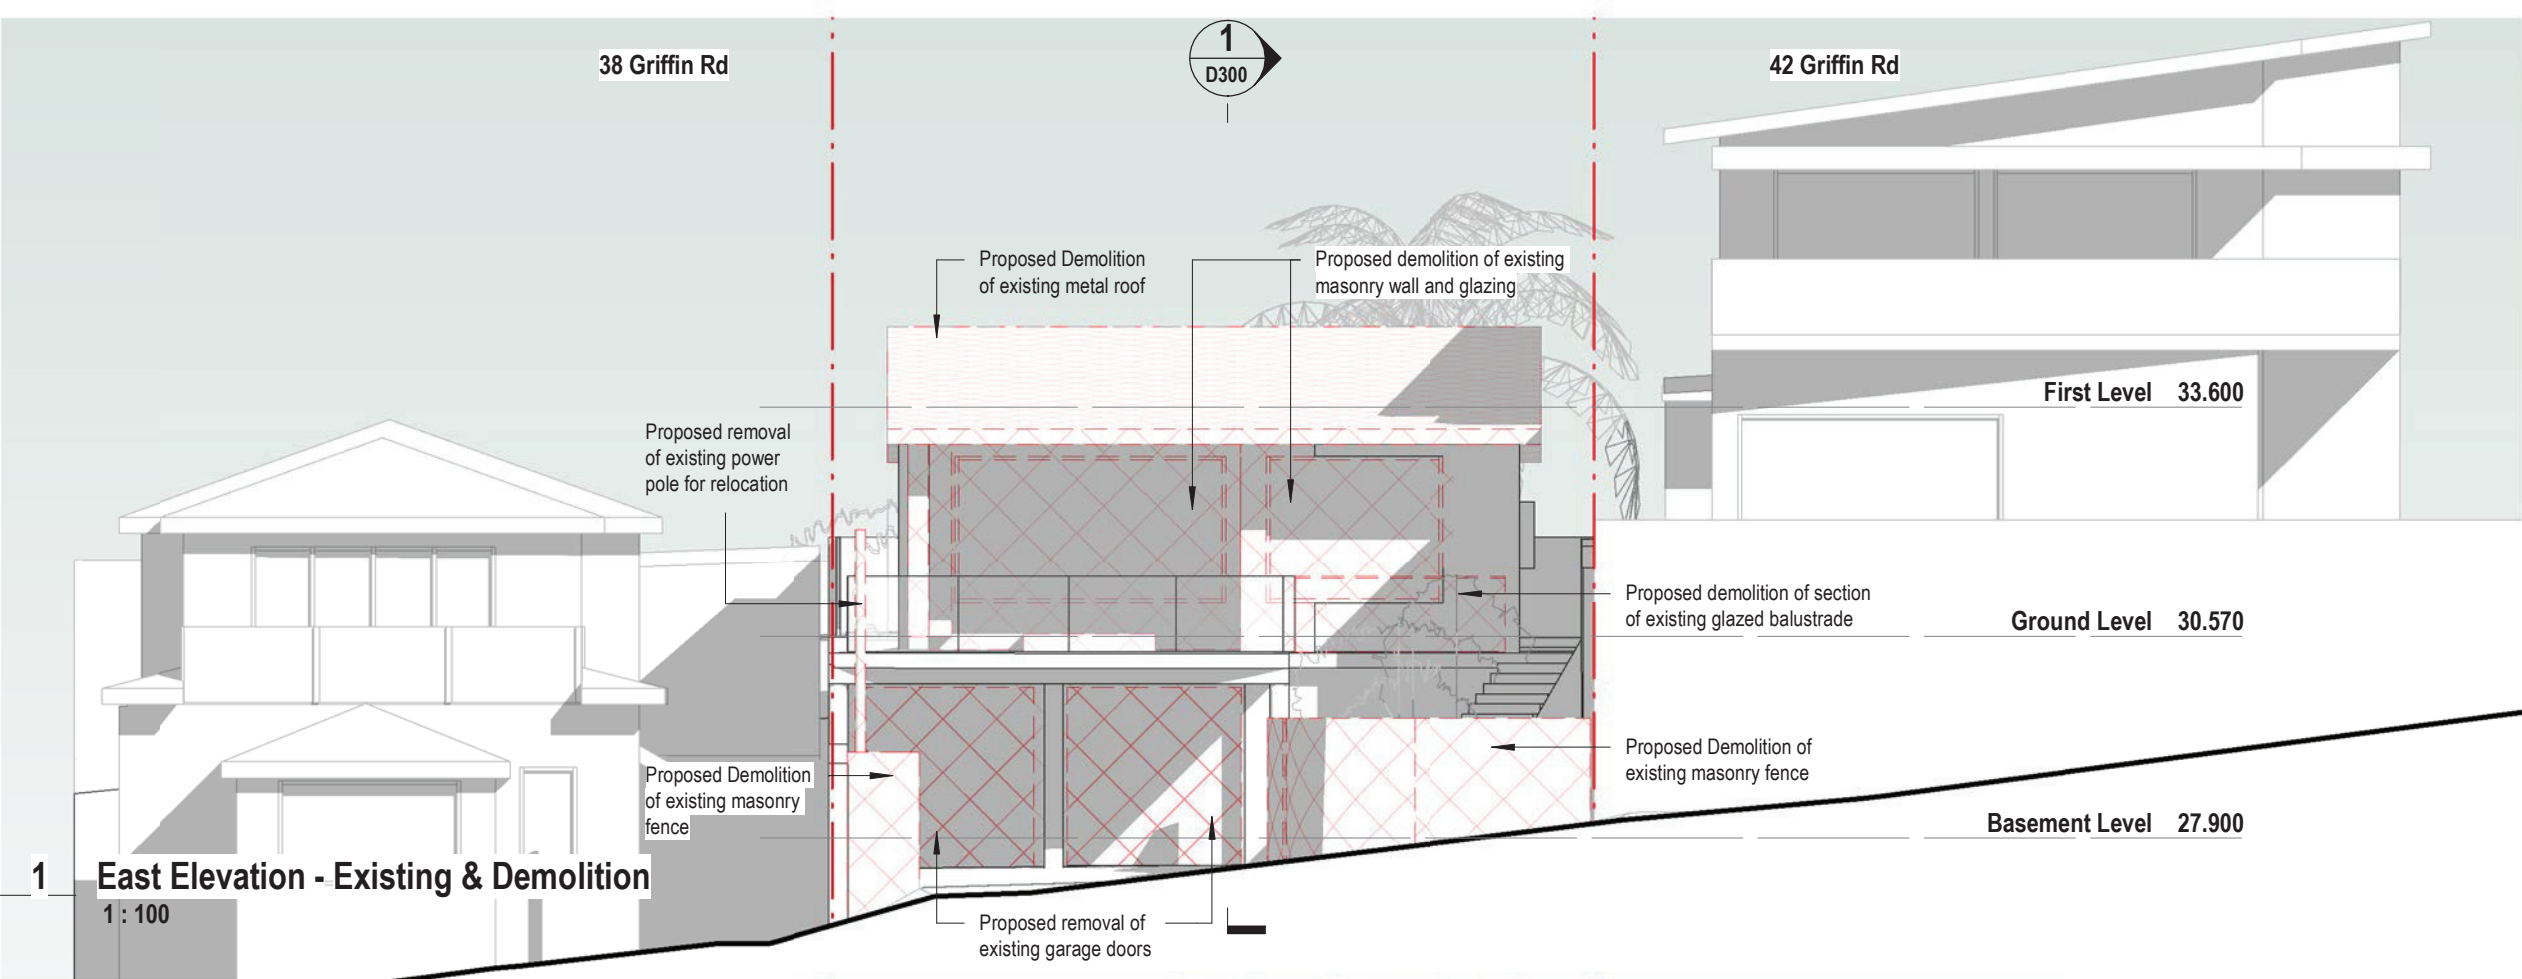 38 Griffin Rd
1
D300
42 Griffin Rd
Proposed Demolition
of existing metal roof
Proposed demolition of existing
masonry wall and glazing
First Level 33.600
Proposed removal
of existing power
pole for relocation
Proposed demolition of section
of existing glazed balustrade
Ground Level 30.570
Proposed Demolition
of existing masonry
fence
Proposed Demolition of
existing masonry fence
Basement Level 27.900
1 East Elevation - Existing & Demolition
1 : 100
Proposed removal of
existing garage doors